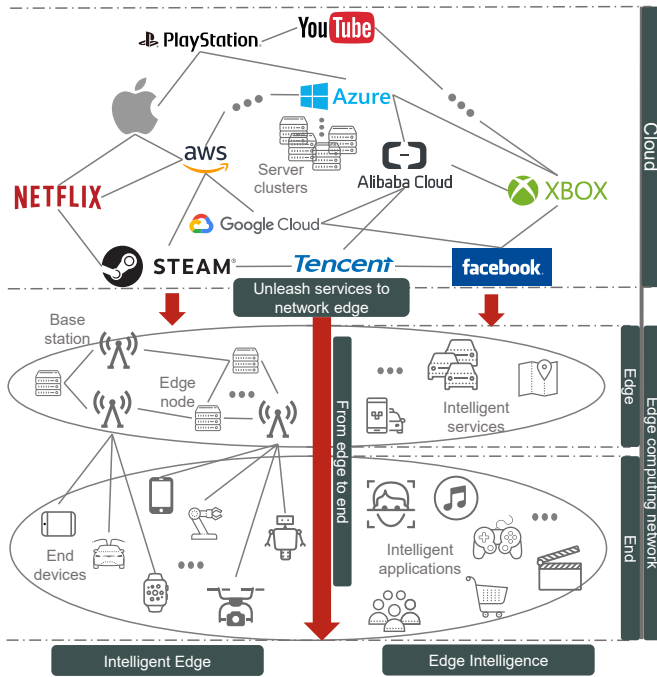 PlayStation®
YouTube
Azure
aws
Server
clusters
Alibaba Cloud
NETFLIX
XBOX
Google Cloud
STEAM®
Tencent
facebook®
Cloud
Unleash services to
network edge
Base
station
Edge
node
Intelligent
services
Edge
From edge to end
Edge computing network
End
devices
Intelligent
applications
End
Intelligent Edge
Edge Intelligence